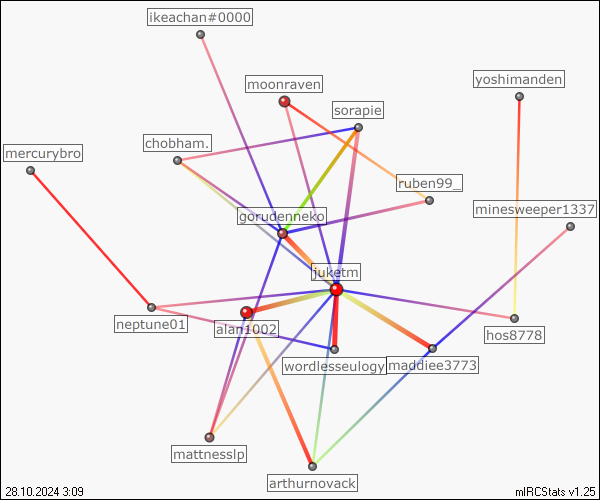 ikeachan#0000
moonraven
yoshimanden
sorapie
chobham.
mercurybro
ruben99_
minesweeper1337
gorudenneko
juketm
neptune01
alan1002
hos8778
wordlesseulogy
maddiee3773
mattnesslp
arthurnovack
28.10.2024 3:09
mIRCStats v1.25